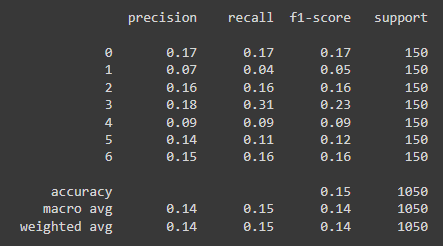 precision recall f1-score support
0 0.17 0.17 0.17 150
1 0.07 0.04 0.05 150
2 0.16 0.16 0.16 150
3 0.18 0.31 0.23 150
4 0.09 0.09 0.09 150
5 0.14 0.11 0.12 150
6 0.15 0.16 0.16 150
accuracy 0.15 1050
macro avg 0.14 0.15 0.14 1050
weighted avg 0.14 0.15 0.14 1050